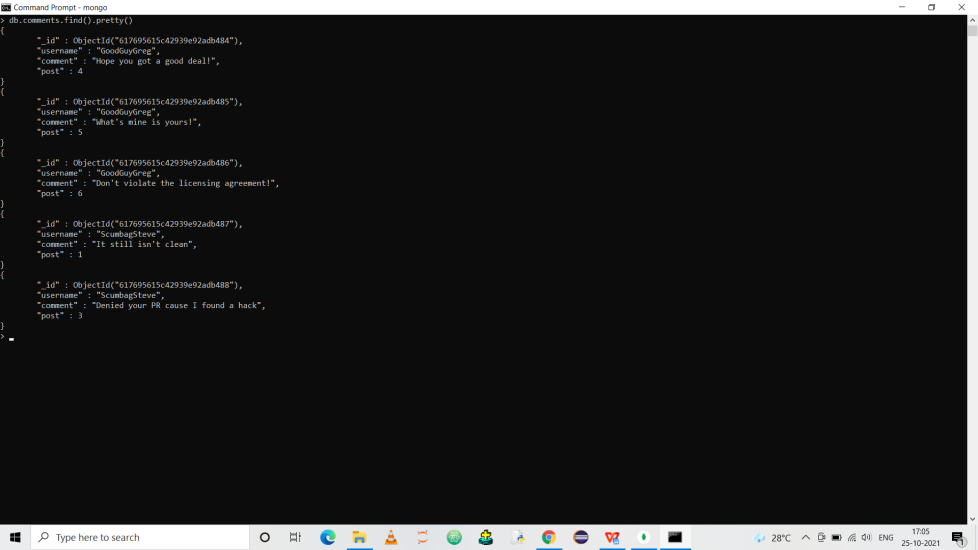 Command Prompt - mongo
> db.comments.find().pretty()
{
"_id" : ObjectId("617695615c42939e92adb484"),
"username" : "GoodGuyGreg",
"comment" : "Hope you got a good deal!",
"post" : 4
}
{
"_id" : ObjectId("617695615c42939e92adb485"),
"username" : "GoodGuyGreg",
"comment" : "What's mine is yours!",
"post" : 5
}
{
"_id" : ObjectId("617695615c42939e92adb486"),
"username" : "GoodGuyGreg",
"comment" : "Don't violate the licensing agreement!",
"post" : 6
}
{
"_id" : ObjectId("617695615c42939e92adb487"),
"username" : "ScumbagSteve",
"comment" : "It still isn't clean",
"post" : 1
}
{
"_id" : ObjectId("617695615c42939e92adb488"),
"username" : "ScumbagSteve",
"comment" : "Denied your PR cause I found a hack",
"post" : 3
}
>
Type here to search
28°C
ENG
17:05
25-10-2021